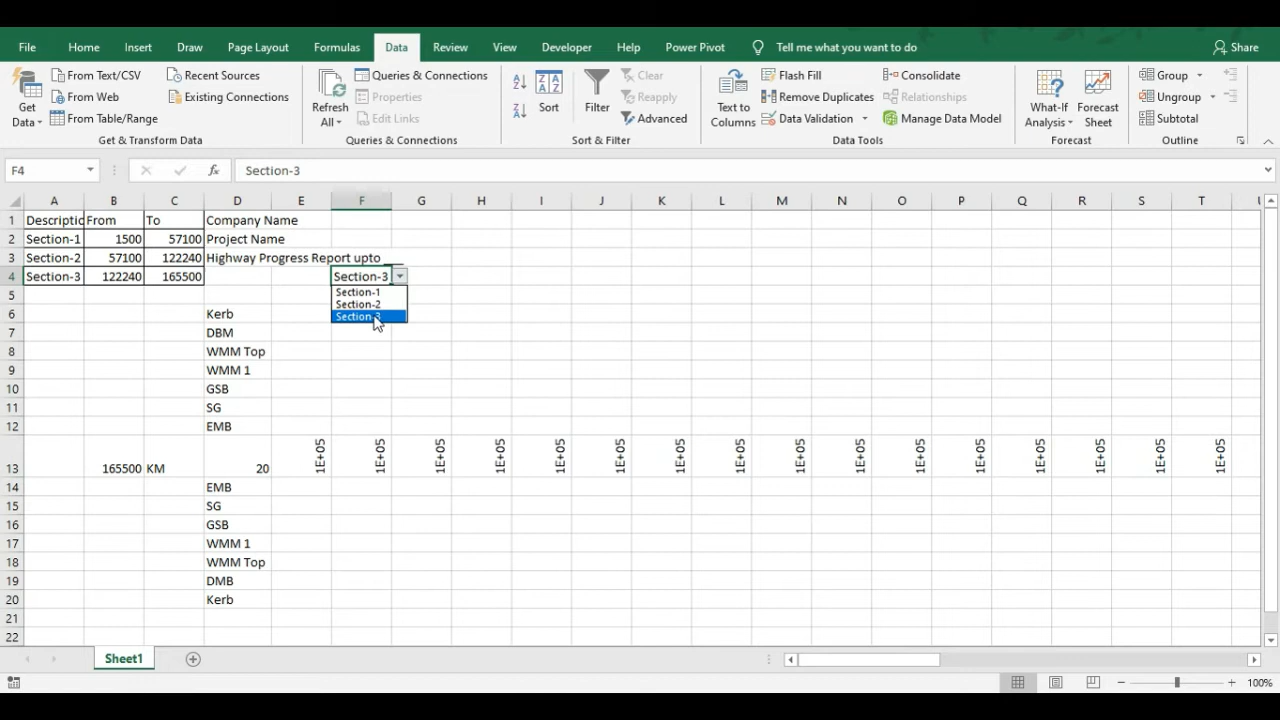 File Home Insert Draw Page Layout Formulas Data Review View Developer Help Power Pivot Tell me what you want to do Share
Get Data
From Text/CSV
From Web
From Table/Range
Recent Sources
Existing Connections
Get & Transform Data
Refresh All
Queries & Connections
Properties
Edit Links
Queries & Connections
Sort
Filter
Clear
Reapply
Advanced
Sort & Filter
Text to Columns
Flash Fill
Remove Duplicates
Data Validation
Consolidate
Relationships
Manage Data Model
Data Tools
What-If Analysis
Forecast Sheet
Forecast
Group
Ungroup
Subtotal
Outline
F4 fx Section-3
A B C D E F G H I J K L M N O P Q R S T U
1 Descriptic From To Company Name
2 Section-1 1500 57100 Project Name
3 Section-2 57100 122240 Highway Progress Report upto ___
4 Section-3 122240 165500 Section-3
Section-1
Section-2
Section-3
5
6 Kerb
7 DBM
8 WMM Top
9 WMM 1
10 GSB
11 SG
12 EMB
13 165500 KM 20 1E+05 1E+05 1E+05 1E+05 1E+05 1E+05 1E+05 1E+05 1E+05 1E+05 1E+05 1E+05 1E+05 1E+05 1E+05 1E+05
14 EMB
15 SG
16 GSB
17 WMM 1
18 WMM Top
19 DMB
20 Kerb
21
22
Sheet1
100%